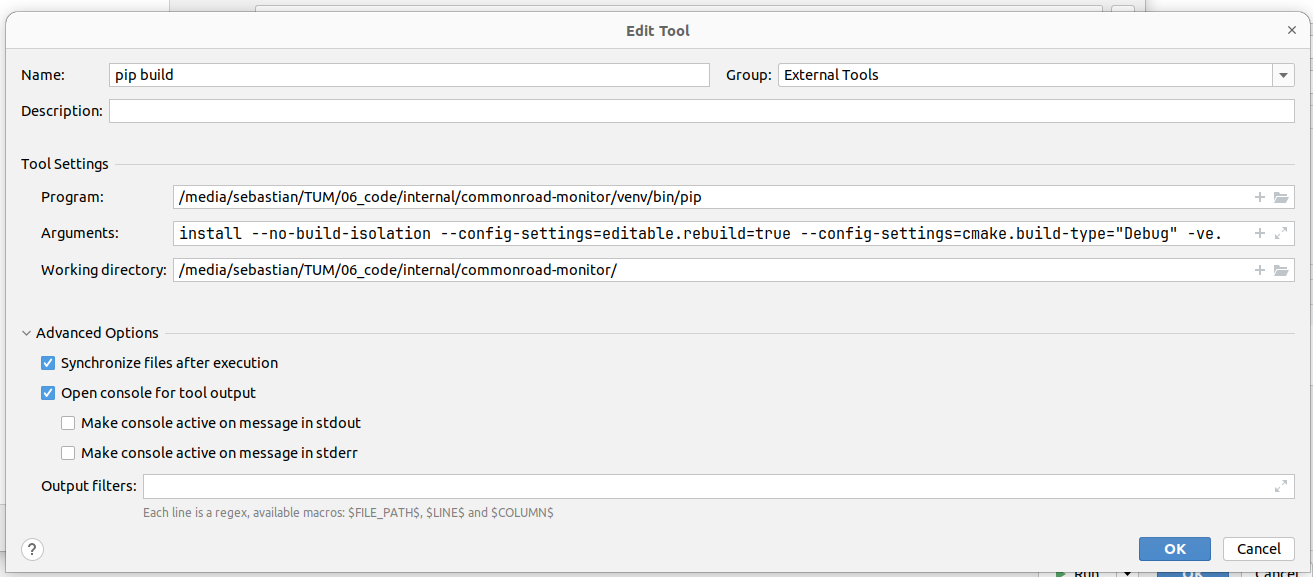 Edit Tool
Name: pip build Group: External Tools
Description:
Tool Settings
Program: /media/sebastian/TUM/06_code/internal/commonroad-monitor/venv/bin/pip
Arguments: install --no-build-isolation --config-settings=editable.rebuild=true --config-settings=cmake.build-type="Debug" -ve.
Working directory: /media/sebastian/TUM/06_code/internal/commonroad-monitor/
Advanced Options
Synchronize files after execution
Open console for tool output
Make console active on message in stdout
Make console active on message in stderr
Output filters:
Each line is a regex, available macros: $FILE_PATH$, $LINE$ and $COLUMN$
? OK Cancel
Run OK Cancel